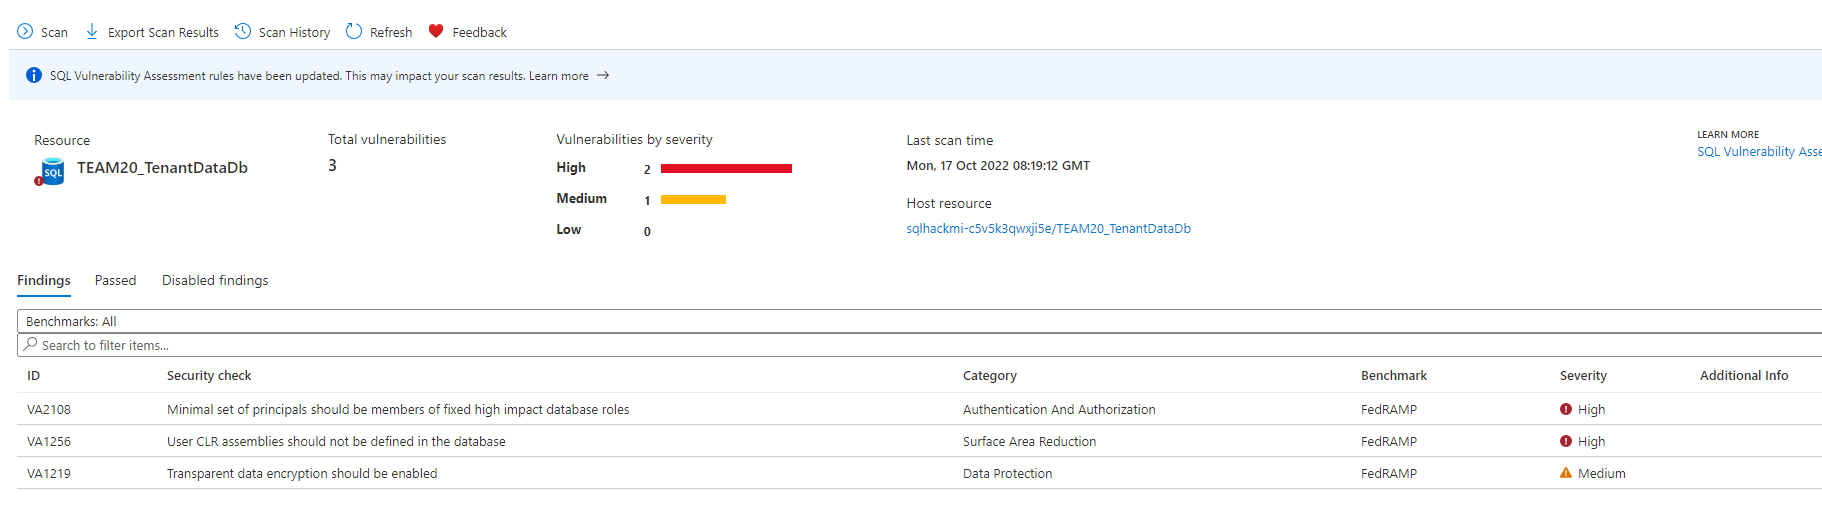 Scan Export Scan Results Scan History Refresh Feedback
SQL Vulnerability Assessment rules have been updated. This may impact your scan results. Learn more →
Resource
SQL TEAM20_TenantDataDb
Total vulnerabilities
3
Vulnerabilities by severity
High 2
Medium 1
Low 0
Last scan time
Mon, 17 Oct 2022 08:19:12 GMT
Host resource
sqlhackmi-c5v5k3qwxji5e/TEAM20_TenantDataDb
LEARN MORE
SQL Vulnerability Asse
Findings Passed Disabled findings
Benchmarks: All
Search to filter items...
ID Security check Category Benchmark Severity Additional Info
VA2108 Minimal set of principals should be members of fixed high impact database roles Authentication And Authorization FedRAMP High
VA1256 User CLR assemblies should not be defined in the database Surface Area Reduction FedRAMP High
VA1219 Transparent data encryption should be enabled Data Protection FedRAMP Medium